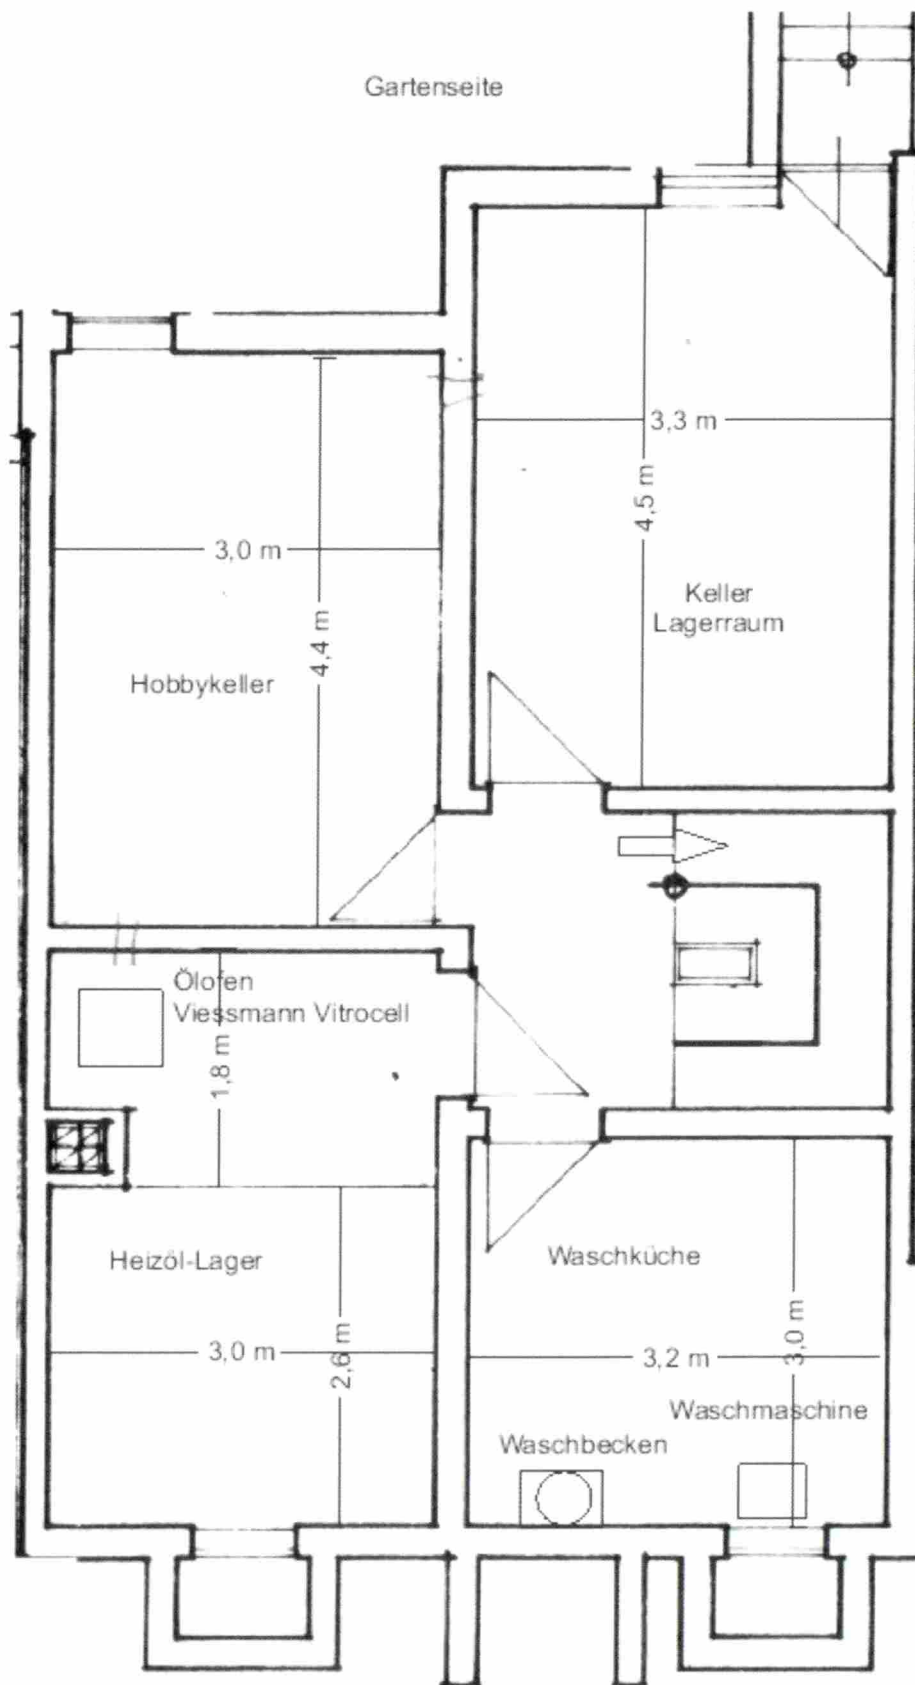 Gartenseite
3,3 m
4,5 m
3,0 m
4,4 m
Keller
Lagerraum
Hobbykeller
Ölofen
Viessmann Vitrocell
1,8 m
Heizöl-Lager
Waschküche
3,0 m
2,6 m
3,2 m
3,0 m
Waschmaschine
Waschbecken